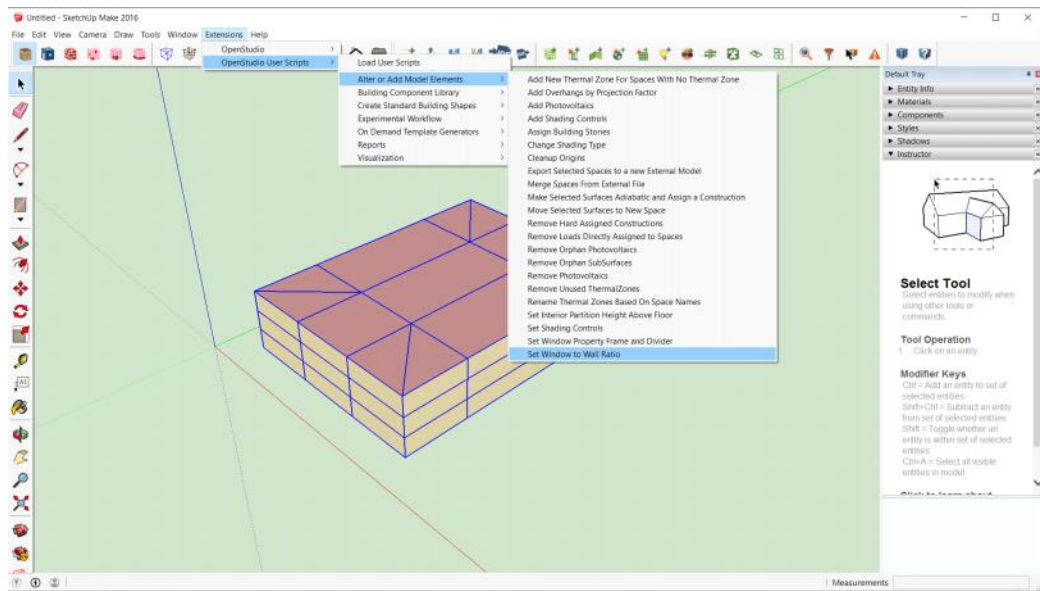 Untitled - SketchUp Make 2016
File Edit View Camera Draw Tools Window Extensions Help
OpenStudio
OpenStudio User Scripts
Load User Scripts
Alter or Add Model Elements
Building Component Library
Create Standard Building Shapes
Experimental Workflow
On Demand Template Generators
Reports
Visualization
Add New Thermal Zone For Spaces With No Thermal Zone
Add Overhangs by Projection Factor
Add Photovoltaics
Add Shading Controls
Assign Building Stories
Change Shading Type
Cleanup Origins
Export Selected Spaces to a new External Model
Merge Spaces From External File
Make Selected Surfaces Adiabatic and Assign a Construction
Move Selected Surfaces to New Space
Remove Hard Assigned Constructions
Remove Loads Directly Assigned to Spaces
Remove Orphan Photovoltaics
Remove Orphan SubSurfaces
Remove Photovoltaics
Remove Unused ThermalZones
Rename Thermal Zones Based On Space Names
Set Interior Partition Height Above Floor
Set Shading Controls
Set Window Property Frame and Divider
Set Window to Wall Ratio
Default Tray
Entity Info
Materials
Components
Styles
Shadows
Instructor
Select Tool
Select entities to modify when
using other tools or
commands.
Tool Operation
1. Click on an entity.
Modifier Keys
Ctrl = Add an entity to set of
selected entities
Shift+Ctrl = Subtract an entity
from set of selected entities
Shift = Toggle whether an
entity is within set of selected
entities
Ctrl+A = Select all visible
entities in model
Click to learn about
Measurements